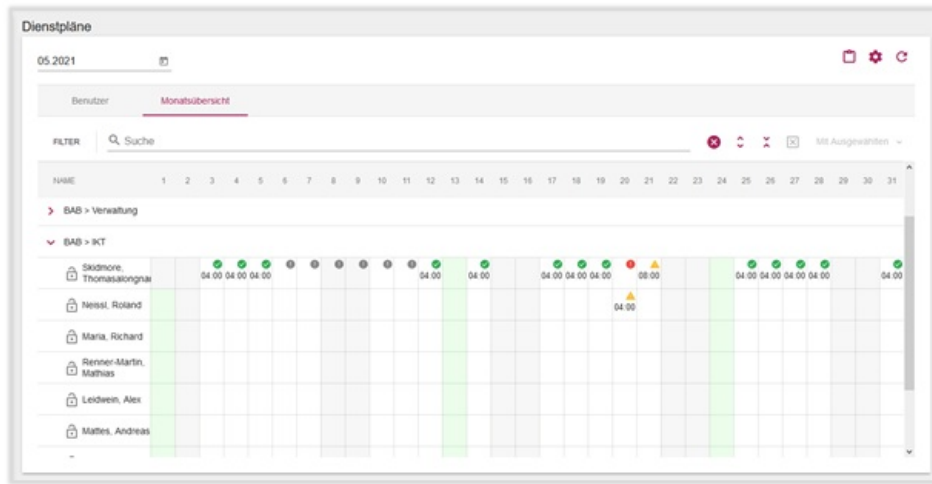 Dienstpläne
05.2021
Benutzer Monatsübersicht
FILTER Suche Mit Ausgewählten
NAME 1 2 3 4 5 6 7 8 9 10 11 12 13 14 15 16 17 18 19 20 21 22 23 24 25 26 27 28 29 30 31
BAB > Verwaltung
BAB > IKT
Skidmore,
Thomasalongnar 04:00 04:00 04:00 04:00 04:00 04:00 04:00 04:00 08:00 04:00 04:00 04:00 04:00 04:00
Neissl, Roland 04:00
Maria, Richard
Renner-Martin,
Mathias
Leidwein, Alex
Mattes, Andreas